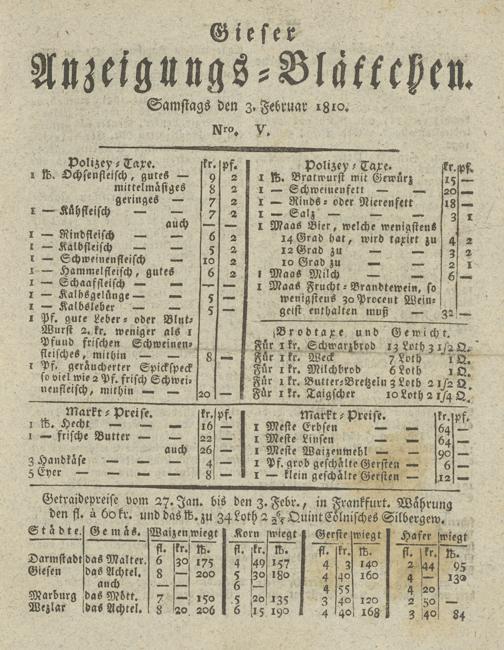 Gieser
Anzeigungs-Blättchen.
Samstags den 3. Februar 1810.
Nro. V.
Polizey-Taxe. kr. pf.
1 ℔. Ochsenfleisch, gutes — 9 2
mittelmäsiges 8 2
geringes — 7 2
1 — Kühfleisch — — 7 2
auch — —
1 — Rindfleisch — — 6 2
1 — Kalbfleisch — — 5 2
1 — Schweinenfleisch — 10 2
1 — Hammelfleisch, gutes 6 2
1 — Schaaffleisch — —
1 — Kalbsgelünge — — 5 —
1 — Kalbsleber — — 5 —
1 Pf. gute Leber- oder Blut-
Wurst 2. kr. weniger als 1
Pfund frischen Schweinen-
fleisches, mithin — — 8 —
1 Pf. geräucherter Spickspeck
so viel wie 2 Pf. frisch Schwei-
nenfleisch, mithin — — 20 —
Polizey-Taxe. kr. pf.
1 ℔. Bratwurst mit Gewürz 15 —
1 — Schweinenfett — — 20 —
1 — Rinds- oder Nierenfett 18 —
1 — Salz — — — 3 1
1 Maas Bier, welche wenigstens
14 Grad hat, wird taxirt zu 4 2
12 Grad zu — — 3 2
10 Grad zu — — 2 1
1 Maas Milch — — 6
1 Maas Frucht-Brandtewein, so
wenigstens 30 Procent Wein-
geist enthalten muß — — 32 —
Brodtaxe und Gewicht.
Für 1 kr. Schwarzbrod 13 Loth 3 1/2 Q.
Für 1 kr. Weck 7 Loth 1 Q.
Für 1 kr. Milchbrod 6 Loth 1 Q.
Für 1 kr. Butter-Bretzeln 3 Loth 2 1/2 Q.
Für 1 kr. Taigscher 10 Loth 2 1/4 Q.
Markt-Preise. kr. pf.
1 ℔. Hecht — — — 16 —
1 — frische Butter — — 22 —
auch — — 26 —
3 Handkäse — — — 4 —
5 Eyer — — — 8 —
Markt-Preise. kr. pf.
1 Meste Erbsen — — 64 —
1 Meste Linsen — — 64 —
1 Meste Waizenmehl — — 90 —
1 Pf. grob geschälte Gersten — 6 —
1 — klein geschälte Gersten — 12 —
Getraidepreise vom 27. Jan. bis den 3. Febr., in Frankfurt. Währung
den fl. à 60 kr. und das ℔. zu 34 Loth 2 Quint Cölnisches Silbergew.
Städte. Gemäs. Waizen wiegt Korn wiegt Gerste wiegt Hafer wiegt
fl. kr. ℔. fl. kr. ℔. fl. kr. ℔. fl. kr. ℔.
Darmstadt das Malter. 6 30 175 4 49 157 4 3 140 2 44 95
Giesen das Achtel. 8 — 200 5 30 180 4 40 160 4 — 130
auch — — 6 — 4 55 4 20
Marburg das Mött. 7 — 150 5 20 135 3 40 120 2 50 —
Wezlar das Achtel. 8 20 206 6 15 190 4 40 168 3 40 84